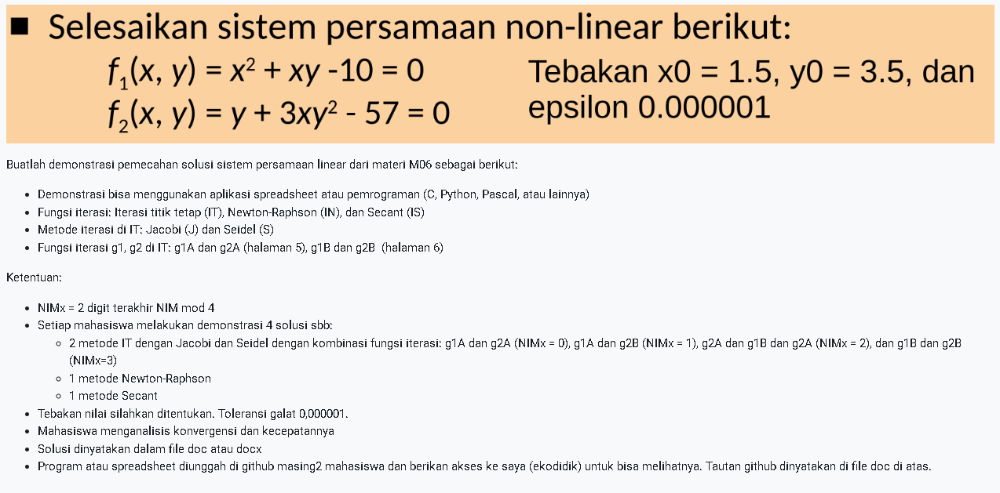 ■ Selesaikan sistem persamaan non-linear berikut:
f₁(x, y) = x² + xy -10 = 0
f₂(x, y) = y + 3xy² - 57 = 0
Tebakan x0 = 1.5, y0 = 3.5, dan
epsilon 0.000001
Buatlah demonstrasi pemecahan solusi sistem persamaan linear dari materi M06 sebagai berikut:
• Demonstrasi bisa menggunakan aplikasi spreadsheet atau pemrograman (C, Python, Pascal, atau lainnya)
• Fungsi iterasi: Iterasi titik tetap (IT), Newton-Raphson (IN), dan Secant (IS)
• Metode iterasi di IT: Jacobi (J) dan Seidel (S)
• Fungsi iterasi g1, g2 di IT: g1A dan g2A (halaman 5), g1B dan g2B (halaman 6)
Ketentuan:
• NIMx = 2 digit terakhir NIM mod 4
• Setiap mahasiswa melakukan demonstrasi 4 solusi sbb:
◦ 2 metode IT dengan Jacobi dan Seidel dengan kombinasi fungsi iterasi: g1A dan g2A (NIMx = 0), g1A dan g2B (NIMx = 1), g2A dan g1B dan g2A (NIMx = 2), dan g1B dan g2B
(NIMx=3)
◦ 1 metode Newton-Raphson
◦ 1 metode Secant
• Tebakan nilai silahkan ditentukan. Toleransi galat 0,000001.
• Mahasiswa menganalisis konvergensi dan kecepatannya
• Solusi dinyatakan dalam file doc atau docx
• Program atau spreadsheet diunggah di github masing2 mahasiswa dan berikan akses ke saya (ekodidik) untuk bisa melihatnya. Tautan github dinyatakan di file doc di atas.